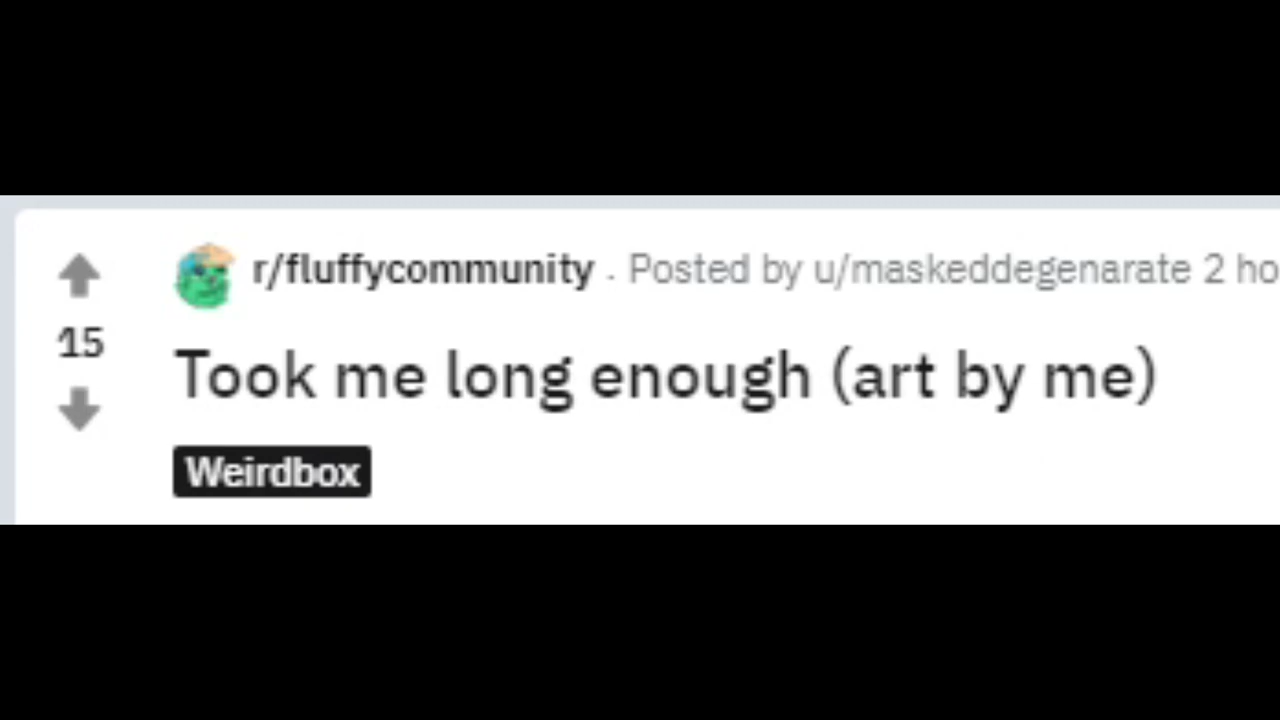 r/fluffycommunity . Posted by u/maskeddegenarate 2 ho
15
Took me long enough (art by me)
Weirdbox